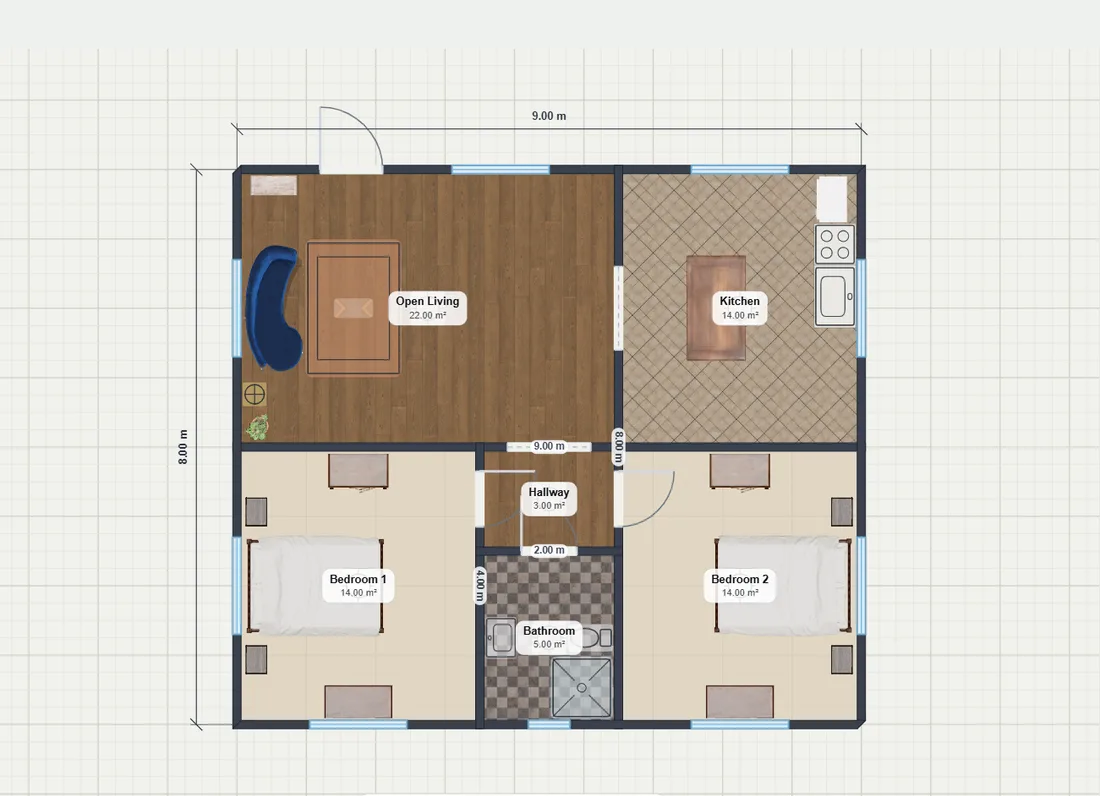 9.00 m
8.00 m
Open Living
22.00 m²
Kitchen
14.00 m²
9.00 m
8.00 m
Hallway
3.00 m²
2.00 m
4.00 m
Bedroom 1
14.00 m²
Bedroom 2
14.00 m²
Bathroom
5.00 m²